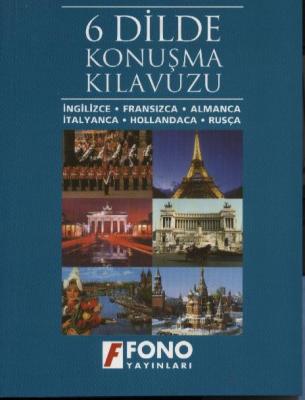 6 DİLDE
KONUŞMA
KILAVUZU
İNGİLİZCE • FRANSIZCA • ALMANCA
İTALYANCA • HOLLANDACA • RUSÇA
F FONO
YAYINLARI